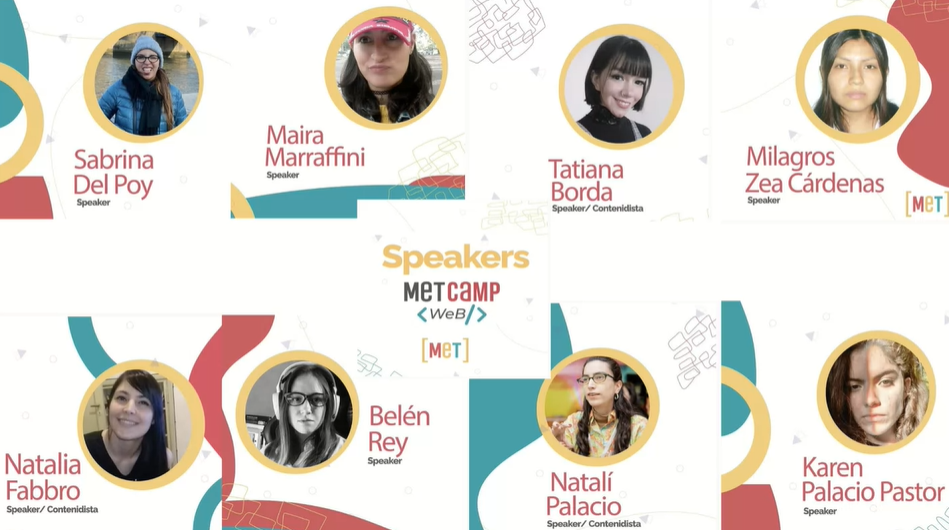 Sabrina
Del Poy
Speaker
Maira
Marraffini
Speaker
Tatiana
Borda
Speaker/ Contenidista
Milagros
Zea Cárdenas
Speaker
[MeT]
Speakers
MeTCaMP
<WeB/>
[MeT]
Natalia
Fabbro
Speaker/ Contenidista
Belén
Rey
Speaker
Natalí
Palacio
Speaker/ Contenidista
Karen
Palacio Pastor
Speaker